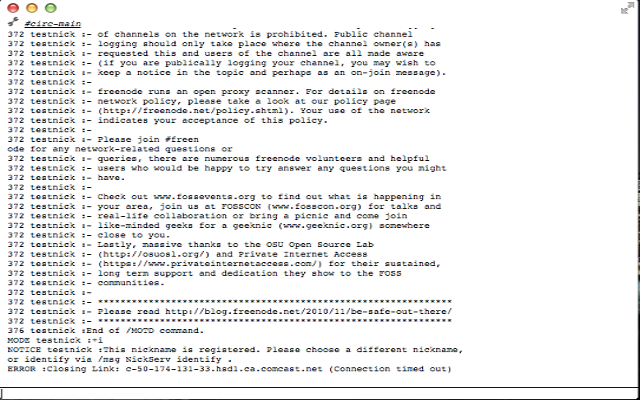 #circ-main
372 testnick :- of channels on the network is prohibited. Public channel
372 testnick :- logging should only take place where the channel owner(s) has
372 testnick :- requested this and users of the channel are all made aware
372 testnick :- (if you are publically logging your channel, you may wish to
372 testnick :- keep a notice in the topic and perhaps as an on-join message).
372 testnick :-
372 testnick :- freenode runs an open proxy scanner. For details on freenode
372 testnick :- network policy, please take a look at our policy page
372 testnick :- (http://freenode.net/policy.shtml). Your use of the network
372 testnick :- indicates your acceptance of this policy.
372 testnick :-
372 testnick :- Please join #freen
ode for any network-related questions or
372 testnick :- queries, there are numerous freenode volunteers and helpful
372 testnick :- users who would be happy to try answer any questions you might
372 testnick :- have.
372 testnick :-
372 testnick :- Check out www.fossevents.org to find out what is happening in
372 testnick :- your area, join us at FOSSCON (www.fosscon.org) for talks and
372 testnick :- real-life collaboration or bring a picnic and come join
372 testnick :- like-minded geeks for a geeknic (www.geeknic.org) somewhere
372 testnick :- close to you.
372 testnick :- Lastly, massive thanks to the OSU Open Source Lab
372 testnick :- (http://osuosl.org/) and Private Internet Access
372 testnick :- (https://www.privateinternetaccess.com/) for their sustained,
372 testnick :- long term support and dedication they show to the FOSS
372 testnick :- communities.
372 testnick :-
372 testnick :- ****************************************************************
372 testnick :- Please read http://blog.freenode.net/2010/11/be-safe-out-there/
372 testnick :- ****************************************************************
376 testnick :End of /MOTD command.
MODE testnick :+i
NOTICE testnick :This nickname is registered. Please choose a different nickname,
or identify via /msg NickServ identify .
ERROR :Closing Link: c-50-174-131-33.hsd1.ca.comcast.net (Connection timed out)